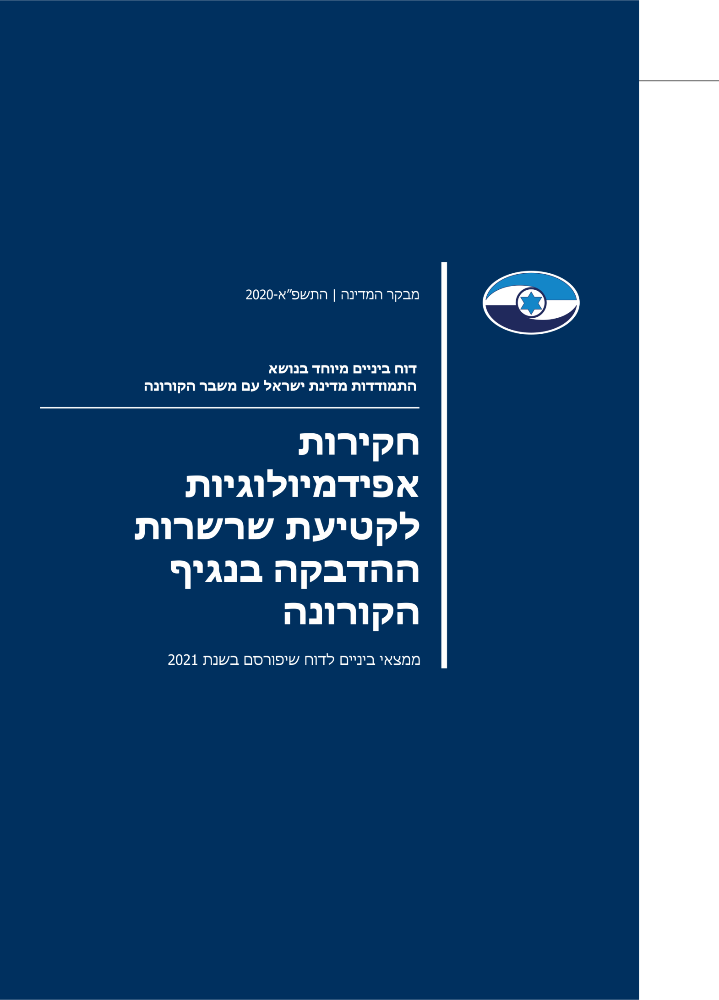 מבקר המדינה | התשפ״א-2020
דוח ביניים מיוחד בנושא
התמודדות מדינת ישראל עם משבר הקורונה
חקירות
אפידמיולוגיות
לקטיעת שרשרות
ההדבקה בנגיף
הקורונה
ממצאי ביניים לדוח שיפורסם בשנת 2021